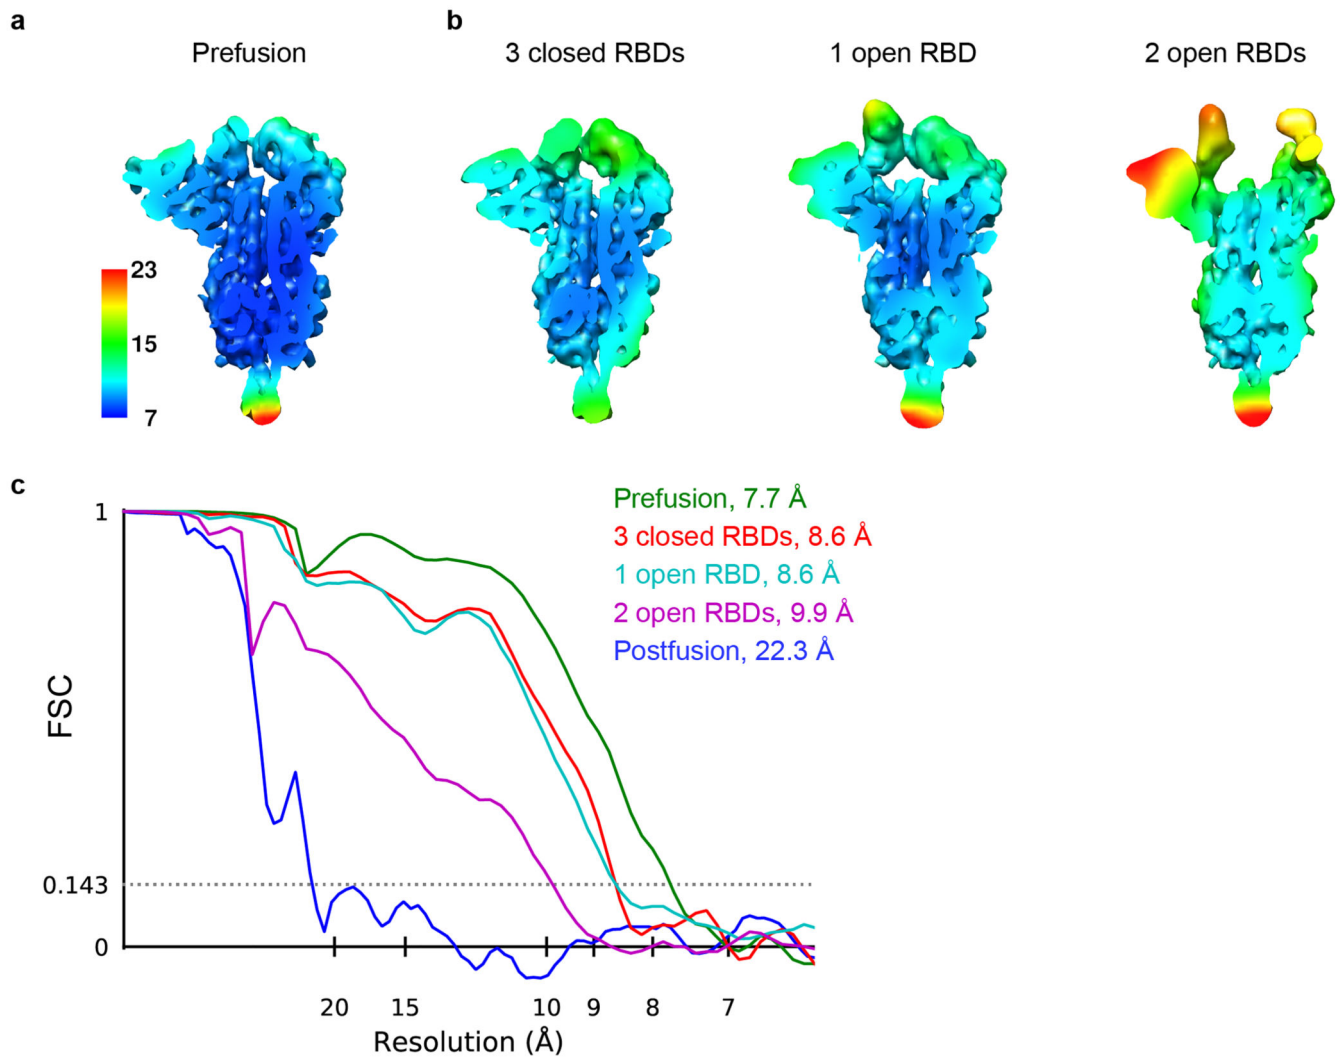 a
b
Prefusion
3 closed RBDs
1 open RBD
2 open RBDs
23
15
7
c
Prefusion, 7.7 Å
3 closed RBDs, 8.6 Å
1 open RBD, 8.6 Å
2 open RBDs, 9.9 Å
Postfusion, 22.3 Å
1
FSC
0.143
0
20 15 10 9 8 7
Resolution (Å)